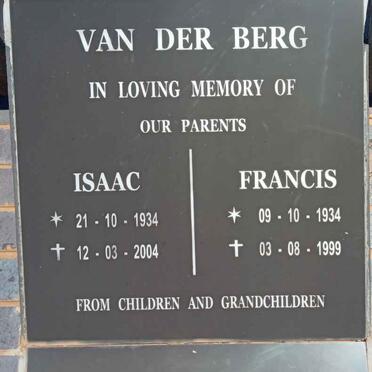 VAN DER BERG
IN LOVING MEMORY OF
OUR PARENTS
ISAAC
* 21 - 10 - 1934
† 12 - 03 - 2004
FRANCIS
* 09 - 10 - 1934
† 03 - 08 - 1999
FROM CHILDREN AND GRANDCHILDREN